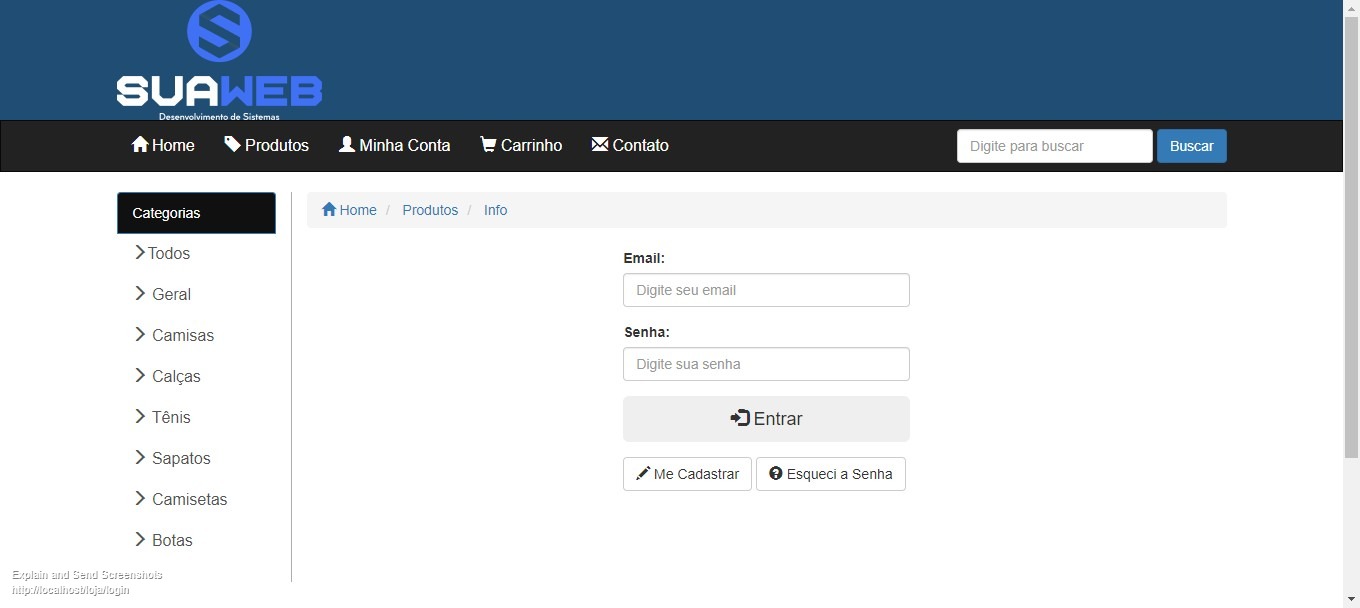 SUAWEB
Desenvolvimento de Sistemas
Home Produtos Minha Conta Carrinho Contato Digite para buscar Buscar
Categorias
Home / Produtos / Info
Todos
Geral
Camisas
Calças
Tênis
Sapatos
Camisetas
Botas
Email:
Digite seu email
Senha:
Digite sua senha
Entrar
Me Cadastrar Esqueci a Senha
Explain and Send Screenshots
http://localhost/loja/login